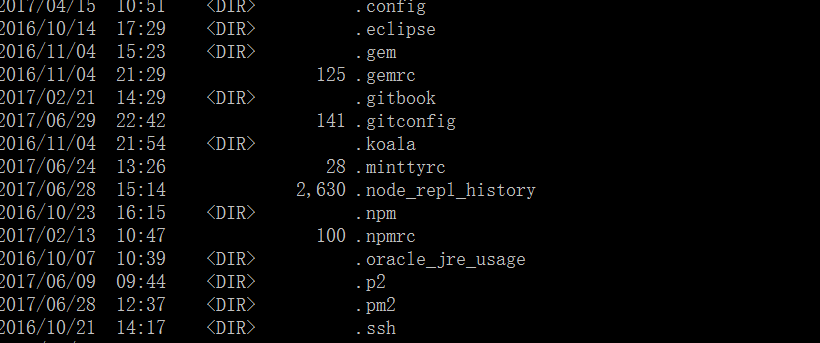 2017/04/15  10:51    <DIR>          .config
2016/10/14  17:29    <DIR>          .eclipse
2016/11/04  15:23    <DIR>          .gem
2016/11/04  21:29               125 .gemrc
2017/02/21  14:29    <DIR>          .gitbook
2017/06/29  22:42               141 .gitconfig
2016/11/04  21:54    <DIR>          .koala
2017/06/24  13:26                28 .minttyrc
2017/06/28  15:14             2,630 .node_repl_history
2016/10/23  16:15    <DIR>          .npm
2017/02/13  10:47               100 .npmrc
2016/10/07  10:39    <DIR>          .oracle_jre_usage
2017/06/09  09:44    <DIR>          .p2
2017/06/28  12:37    <DIR>          .pm2
2016/10/21  14:17    <DIR>          .ssh